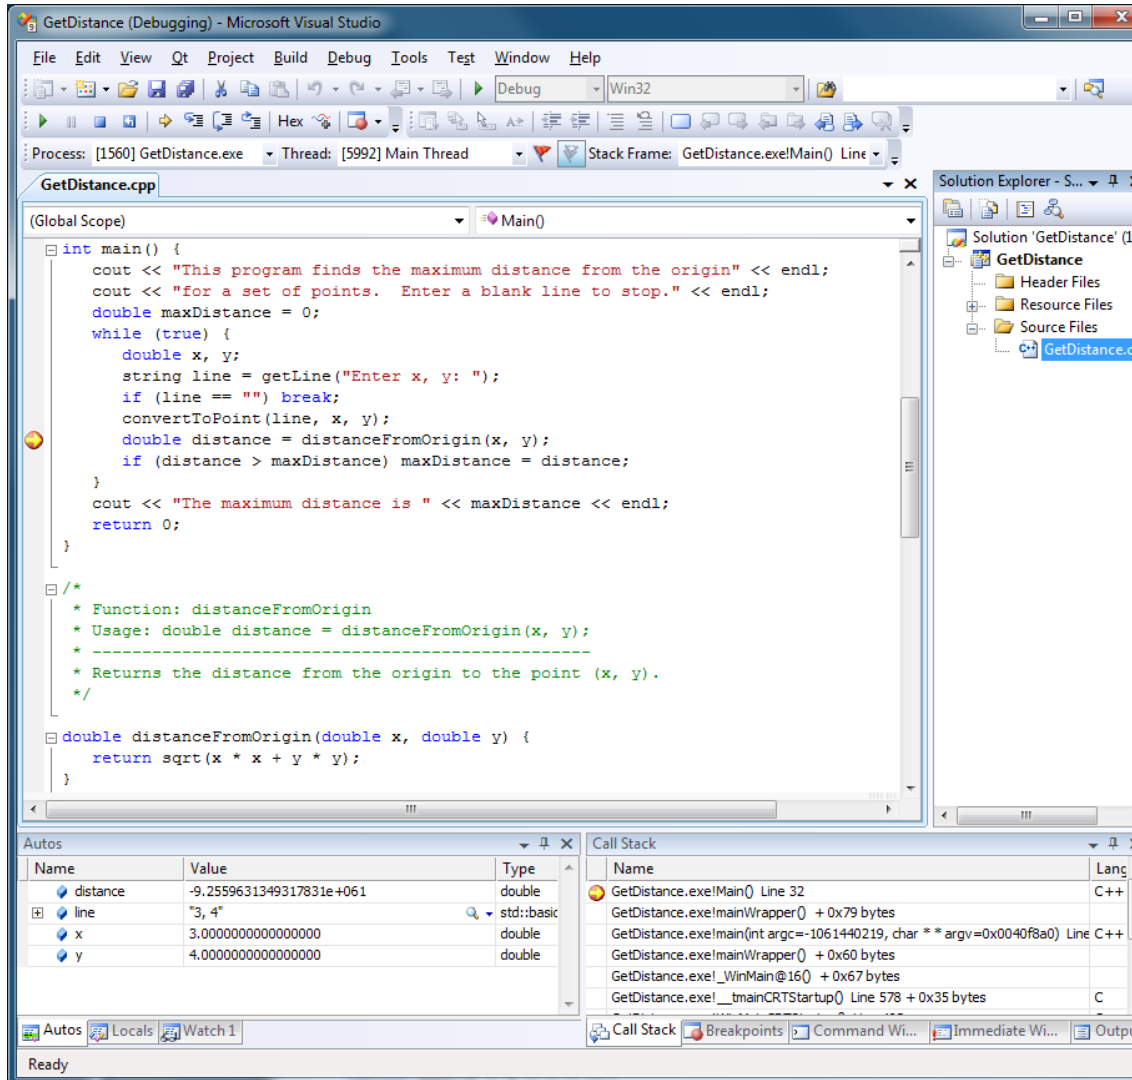 GetDistance (Debugging) - Microsoft Visual Studio
File Edit View Qt Project Build Debug Tools Test Window Help
Debug Win32
Hex
Process: [1560] GetDistance.exe Thread: [5992] Main Thread Stack Frame: GetDistance.exe!Main() Line
GetDistance.cpp
Solution Explorer - S...
(Global Scope) Main()
Solution 'GetDistance' (1
GetDistance
Header Files
Resource Files
Source Files
GetDistance.c
int main() {
cout << "This program finds the maximum distance from the origin" << endl;
cout << "for a set of points.  Enter a blank line to stop." << endl;
double maxDistance = 0;
while (true) {
double x, y;
string line = getLine("Enter x, y: ");
if (line == "") break;
convertToPoint(line, x, y);
double distance = distanceFromOrigin(x, y);
if (distance > maxDistance) maxDistance = distance;
}
cout << "The maximum distance is " << maxDistance << endl;
return 0;
}
/*
* Function: distanceFromOrigin
* Usage: double distance = distanceFromOrigin(x, y);
* --------------------------------------------------
* Returns the distance from the origin to the point (x, y).
*/
double distanceFromOrigin(double x, double y) {
return sqrt(x * x + y * y);
}
Autos
Name Value Type
distance -9.2559631349317831e+061 double
line "3, 4" std::basic
x 3.0000000000000000 double
y 4.0000000000000000 double
Autos Locals Watch 1
Call Stack
Name Lang
GetDistance.exe!Main() Line 32 C++
GetDistance.exe!mainWrapper() + 0x79 bytes
GetDistance.exe!main(int argc=-1061440219, char * * argv=0x0040f8a0) Line C++
GetDistance.exe!mainWrapper() + 0x60 bytes
GetDistance.exe!_WinMain@16() + 0x67 bytes
GetDistance.exe!__tmainCRTStartup() Line 578 + 0x35 bytes C
Call Stack Breakpoints Command Wi... Immediate Wi... Outpu
Ready